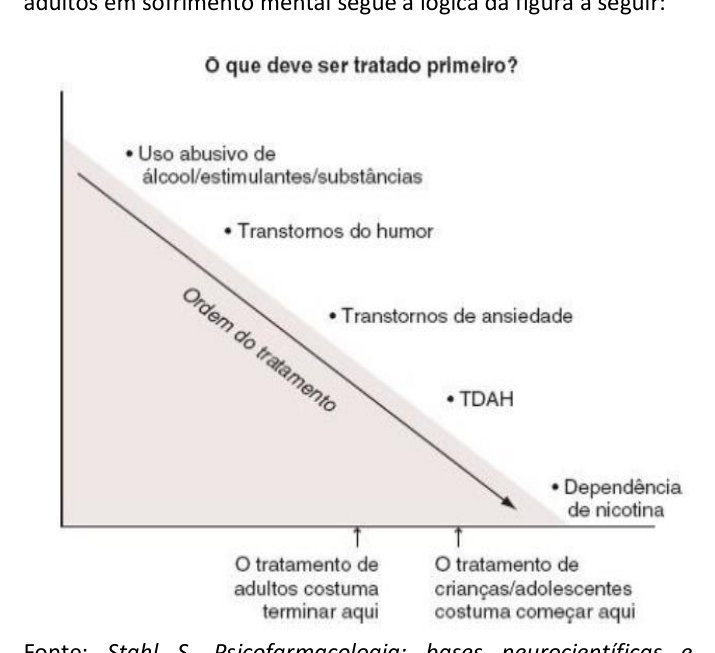 adultos em sofrimento mental segue a lógica da figura a seguir:
O que deve ser tratado primeiro?
• Uso abusivo de
álcool/estimulantes/substâncias
• Transtornos do humor
• Transtornos de ansiedade
Ordem do tratamento
• TDAH
• Dependência
de nicotina
O tratamento de
adultos costuma
terminar aqui
O tratamento de
crianças/adolescentes
costuma começar aqui
Fonte: Stahl S. Psicofarmacologia: bases neurocientíficas e